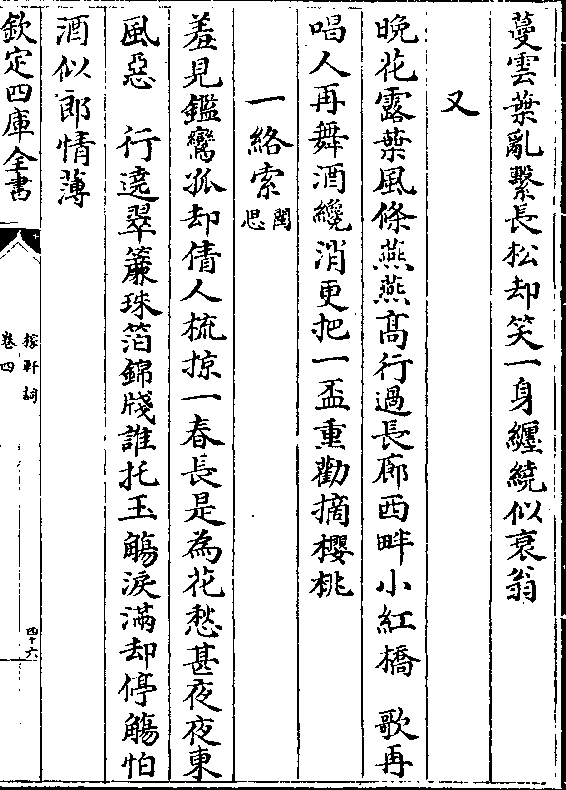 蔓雲葉亂繫長松却笑一身纏繞似衰翁
又
晚花露葉風條燕燕髙行過長廊西畔小紅橋　歌再
唱人再舞酒纔消更把一盃重勸摘櫻桃
一絡索閨思
羞見鑑鸞孤却倩人梳掠一春長是為花愁甚夜夜東
風惡　行遶翠簾珠箔錦牋誰托玉觴淚滿却停觴怕
酒似郎情薄
欽定四庫全書
稼軒詞
卷四
四十六